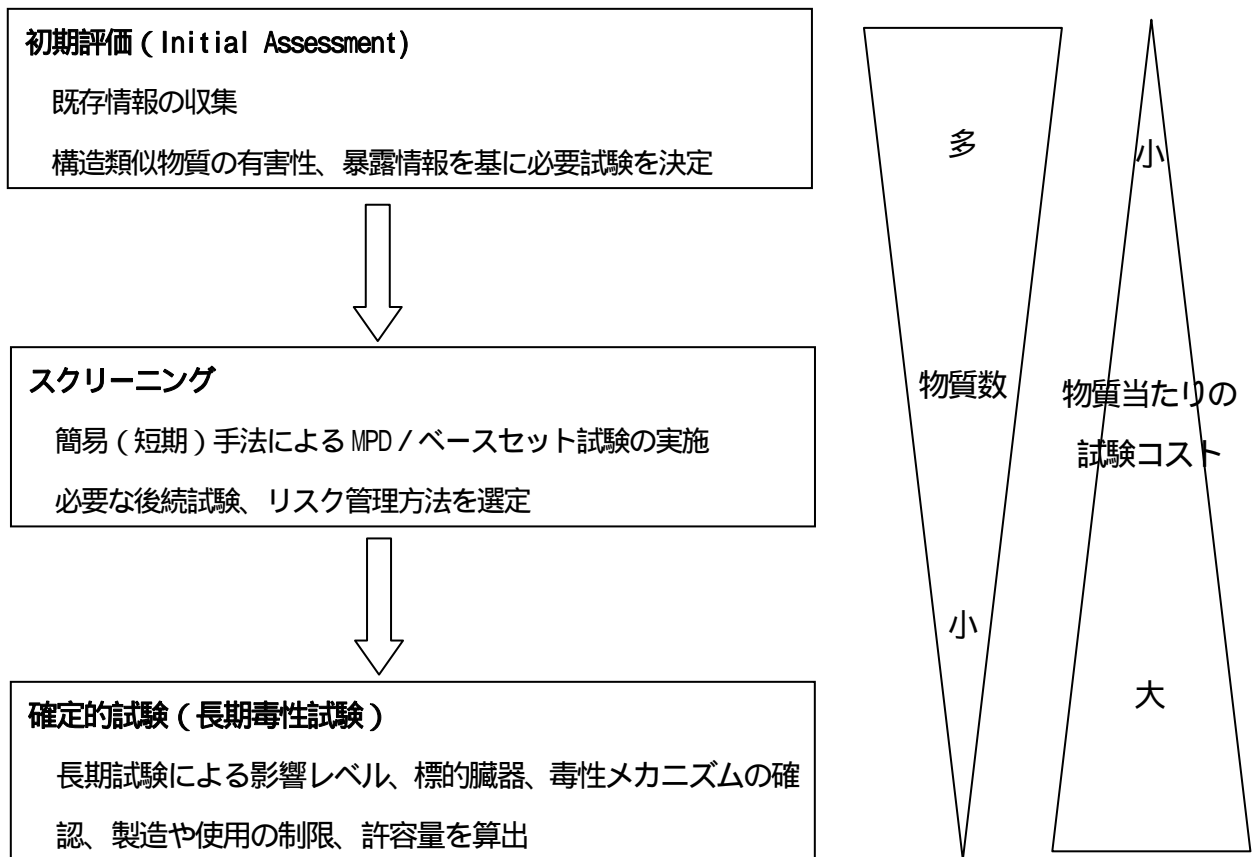 初期評価（Initial Assessment)
既存情報の収集
構造類似物質の有害性、暴露情報を基に必要試験を決定
スクリーニング
簡易（短期）手法による MPD／ベースセット試験の実施
必要な後続試験、リスク管理方法を選定
確定的試験（長期毒性試験）
長期試験による影響レベル、標的臓器、毒性メカニズムの確
認、製造や使用の制限、許容量を算出
多
物質数
小
小
物質当たりの
試験コスト
大